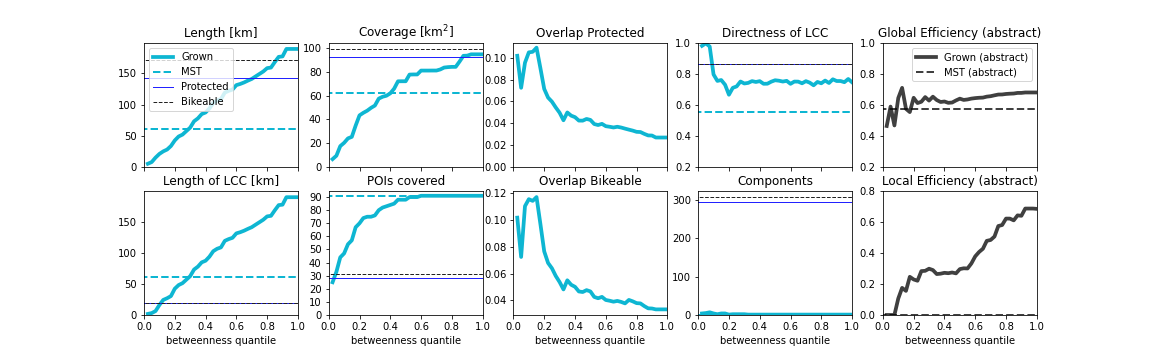 Length [km]
Coverage [km²]
Overlap Protected
Directness of LCC
Global Efficiency (abstract)
Grown
MST
Protected
Bikeable
Grown (abstract)
MST (abstract)
150
100
50
0
100
80
60
40
20
0
0.10
0.08
0.06
0.04
0.02
0.00
1.0
0.8
0.6
0.4
0.2
1.0
0.8
0.6
0.4
0.2
Length of LCC [km]
POIs covered
Overlap Bikeable
Components
Local Efficiency (abstract)
150
100
50
0
90
80
70
60
50
40
30
20
10
0
0.12
0.10
0.08
0.06
0.04
300
200
100
0
0.8
0.6
0.4
0.2
0.0
0.0 0.2 0.4 0.6 0.8 1.0
0.0 0.2 0.4 0.6 0.8 1.0
0.0 0.2 0.4 0.6 0.8 1.0
0.0 0.2 0.4 0.6 0.8 1.0
0.0 0.2 0.4 0.6 0.8 1.0
betweenness quantile
betweenness quantile
betweenness quantile
betweenness quantile
betweenness quantile